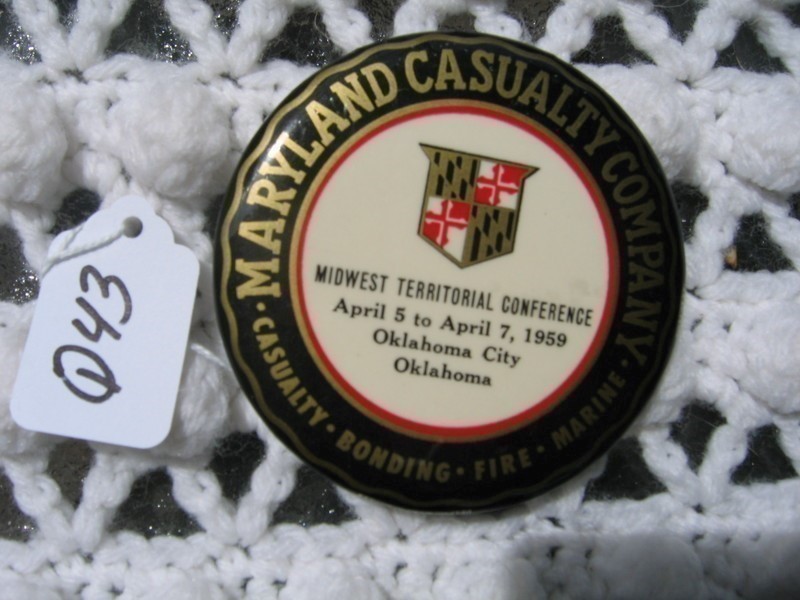 MARYLAND CASUALTY COMPANY
MIDWEST TERRITORIAL CONFERENCE
April 5 to April 7, 1959
Oklahoma City
Oklahoma
· CASUALTY · BONDING · FIRE · MARINE ·
Q43